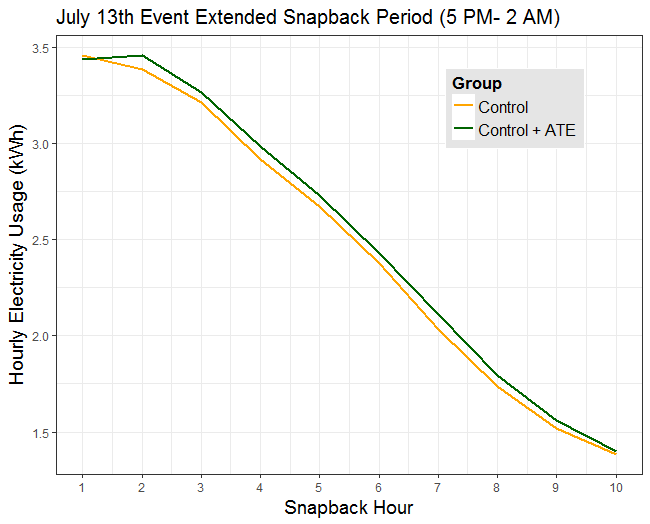 July 13th Event Extended Snapback Period (5 PM- 2 AM)
Hourly Electricity Usage (kWh)
3.5
3.0
2.5
2.0
1.5
Group
Control
Control + ATE
1 2 3 4 5 6 7 8 9 10
Snapback Hour